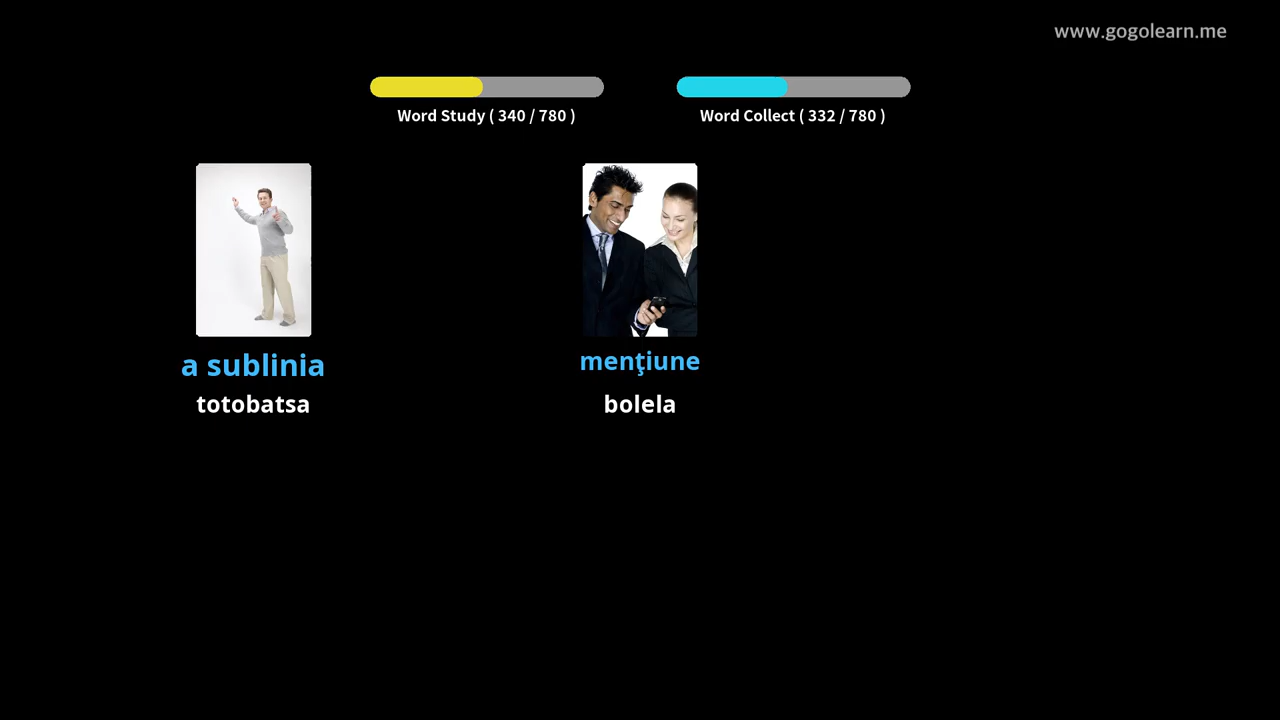 www.gogolearn.me
Word Study ( 340 / 780 )
Word Collect ( 332 / 780 )
a sublinia
totobatsa
menţiune
bolela